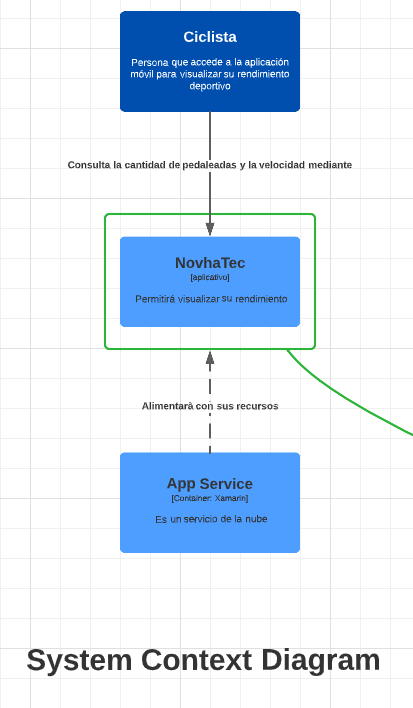 Ciclista
Persona que accede a la aplicación
móvil para visualizar su rendimiento
deportivo
Consulta la cantidad de pedaleadas y la velocidad mediante
NovhaTec
[aplicativo]
Permitirá visualizar su rendimiento
Alimentarà con sus recursos
App Service
[Container: Xamarin]
Es un servicio de la nube
System Context Diagram